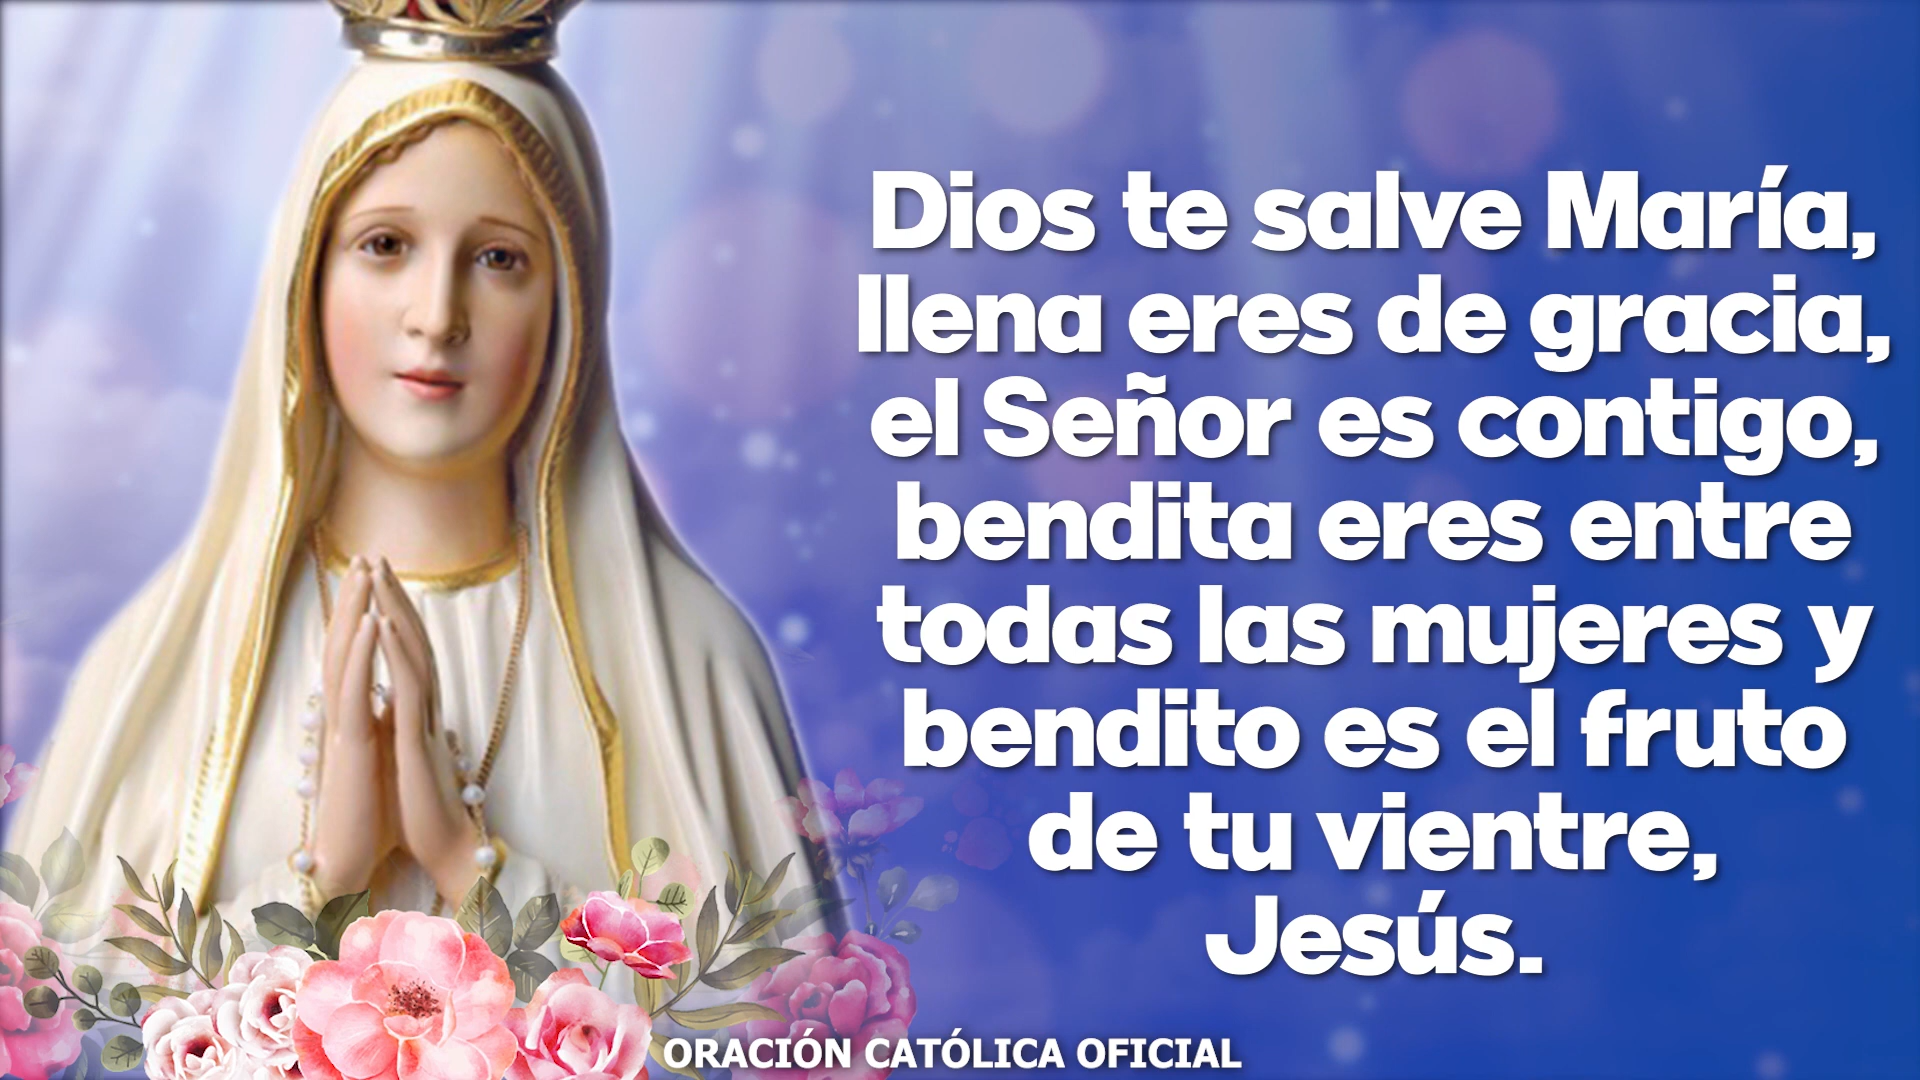 Dios te salve María,
llena eres de gracia,
el Señor es contigo,
bendita eres entre
todas las mujeres y
bendito es el fruto
de tu vientre,
Jesús.
ORACIÓN CATÓLICA OFICIAL